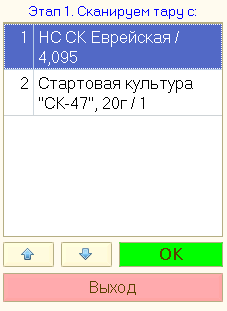 Этап 1. Сканируем тару с:
1 НС СК Еврейская /
4,095
2 Стартовая культура
"СК-47", 20г / 1
OK
Выход